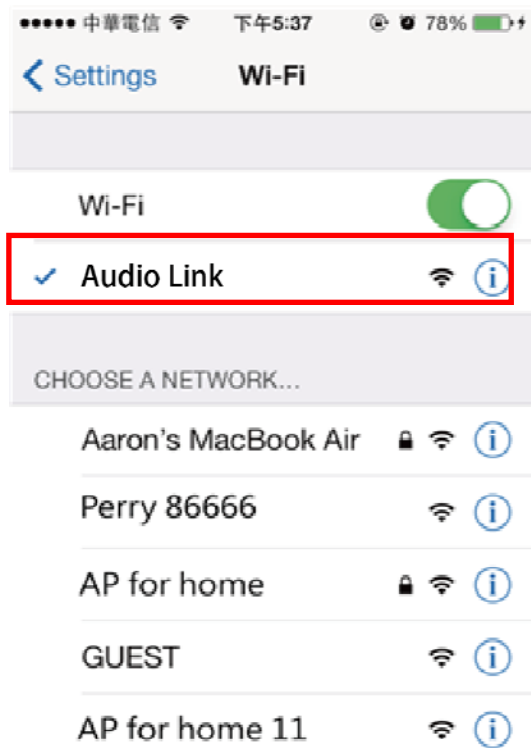 中華電信 下午5:37 78%
Settings Wi-Fi
Wi-Fi
Audio Link
CHOOSE A NETWORK...
Aaron's MacBook Air
Perry 86666
AP for home
GUEST
AP for home 11